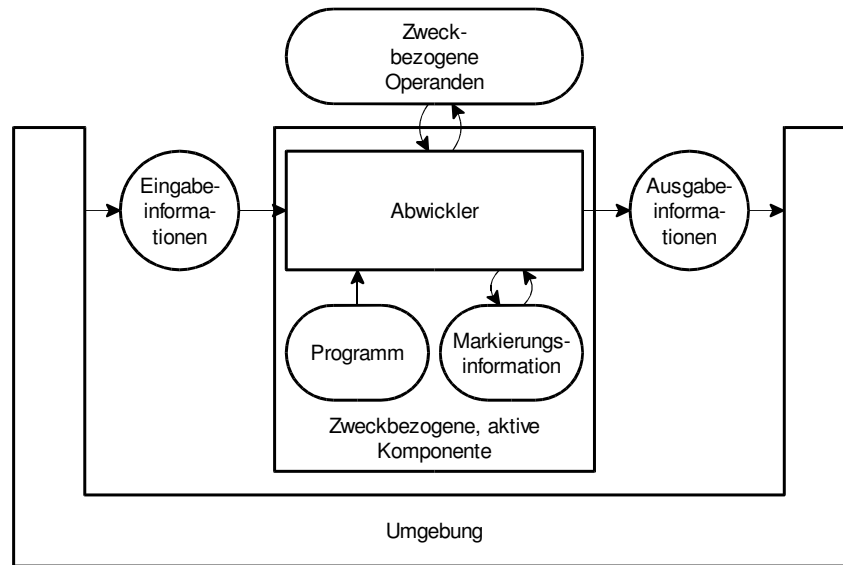 Zweck-
bezogene
Operanden
Eingabe-
informa-
tionen
Abwickler
Ausgabe-
informa-
tionen
Programm
Markierungs-
information
Zweckbezogene, aktive
Komponente
Umgebung